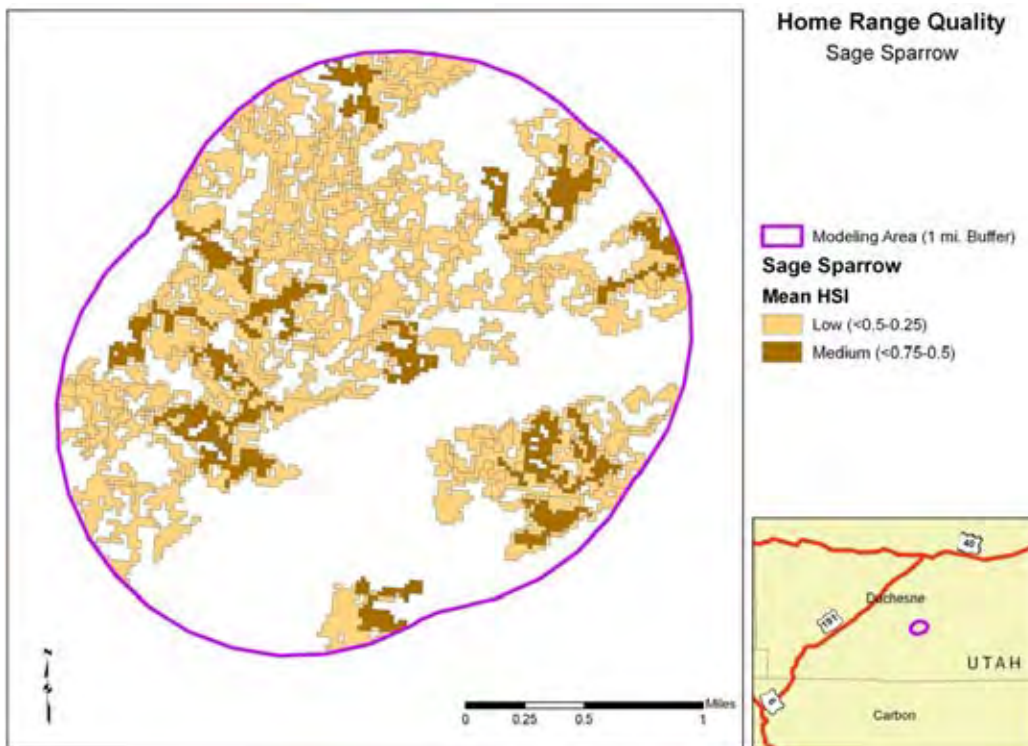 Home Range Quality
Sage Sparrow
Modeling Area (1 mi. Buffer)
Sage Sparrow
Mean HSI
Low (<0.5-0.25)
Medium (<0.75-0.5)
N
Miles
0 0.25 0.5 1
40
Duchesne
191
UTAH
6
Carbon